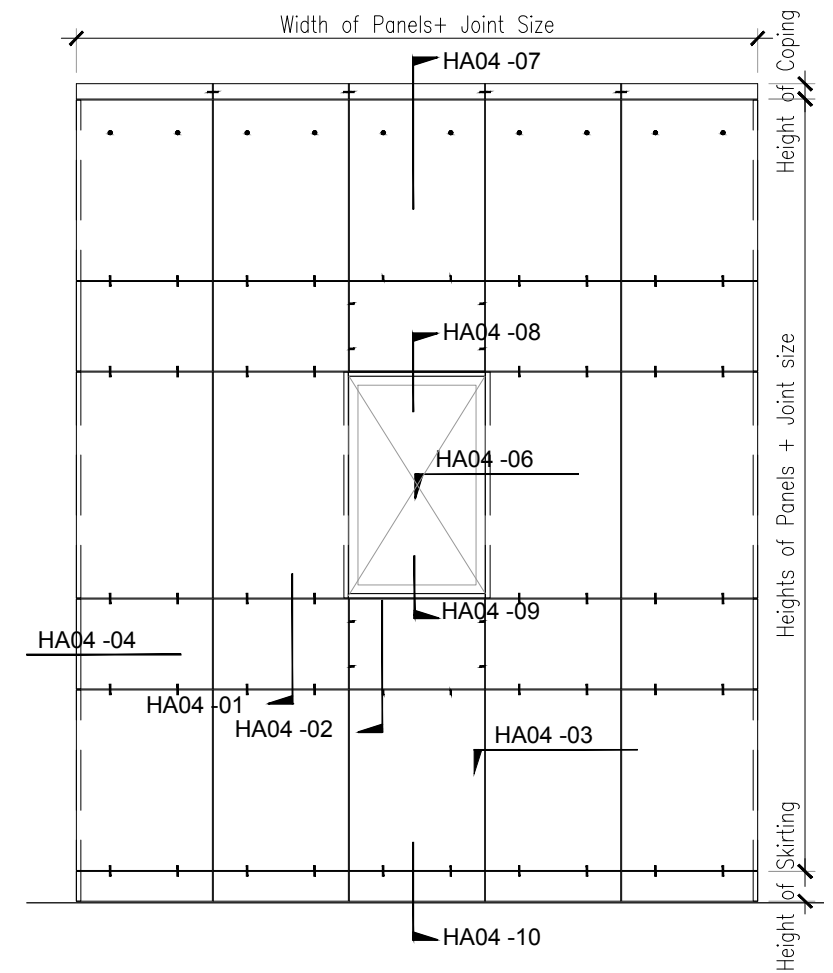 Width of Panels+ Joint Size
Height of Coping
HA04 -07
HA04 -08
Heights of Panels + Joint size
HA04 -06
HA04 -09
HA04 -04
HA04 -01
HA04 -02
HA04 -03
Height of Skirting
HA04 -10